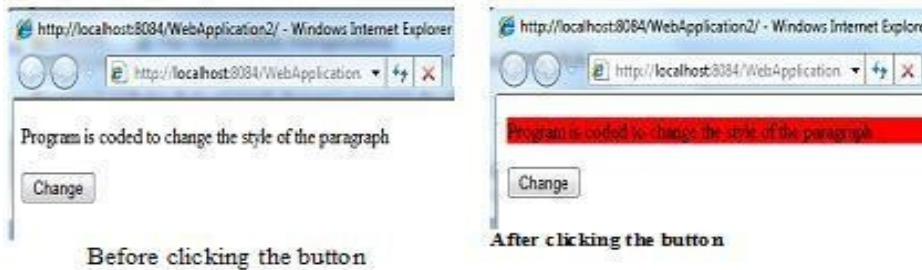 http://localhost:8084/WebApplication2/ - Windows Internet Explorer
http://localhost:8084/WebApplication
Program is coded to change the style of the paragraph
Change
Before clicking the button
http://localhost:8084/WebApplication2/ - Windows Internet Explore
http://localhost:8084/WebApplication
Program is coded to change the style of the paragraph
Change
After clicking the button